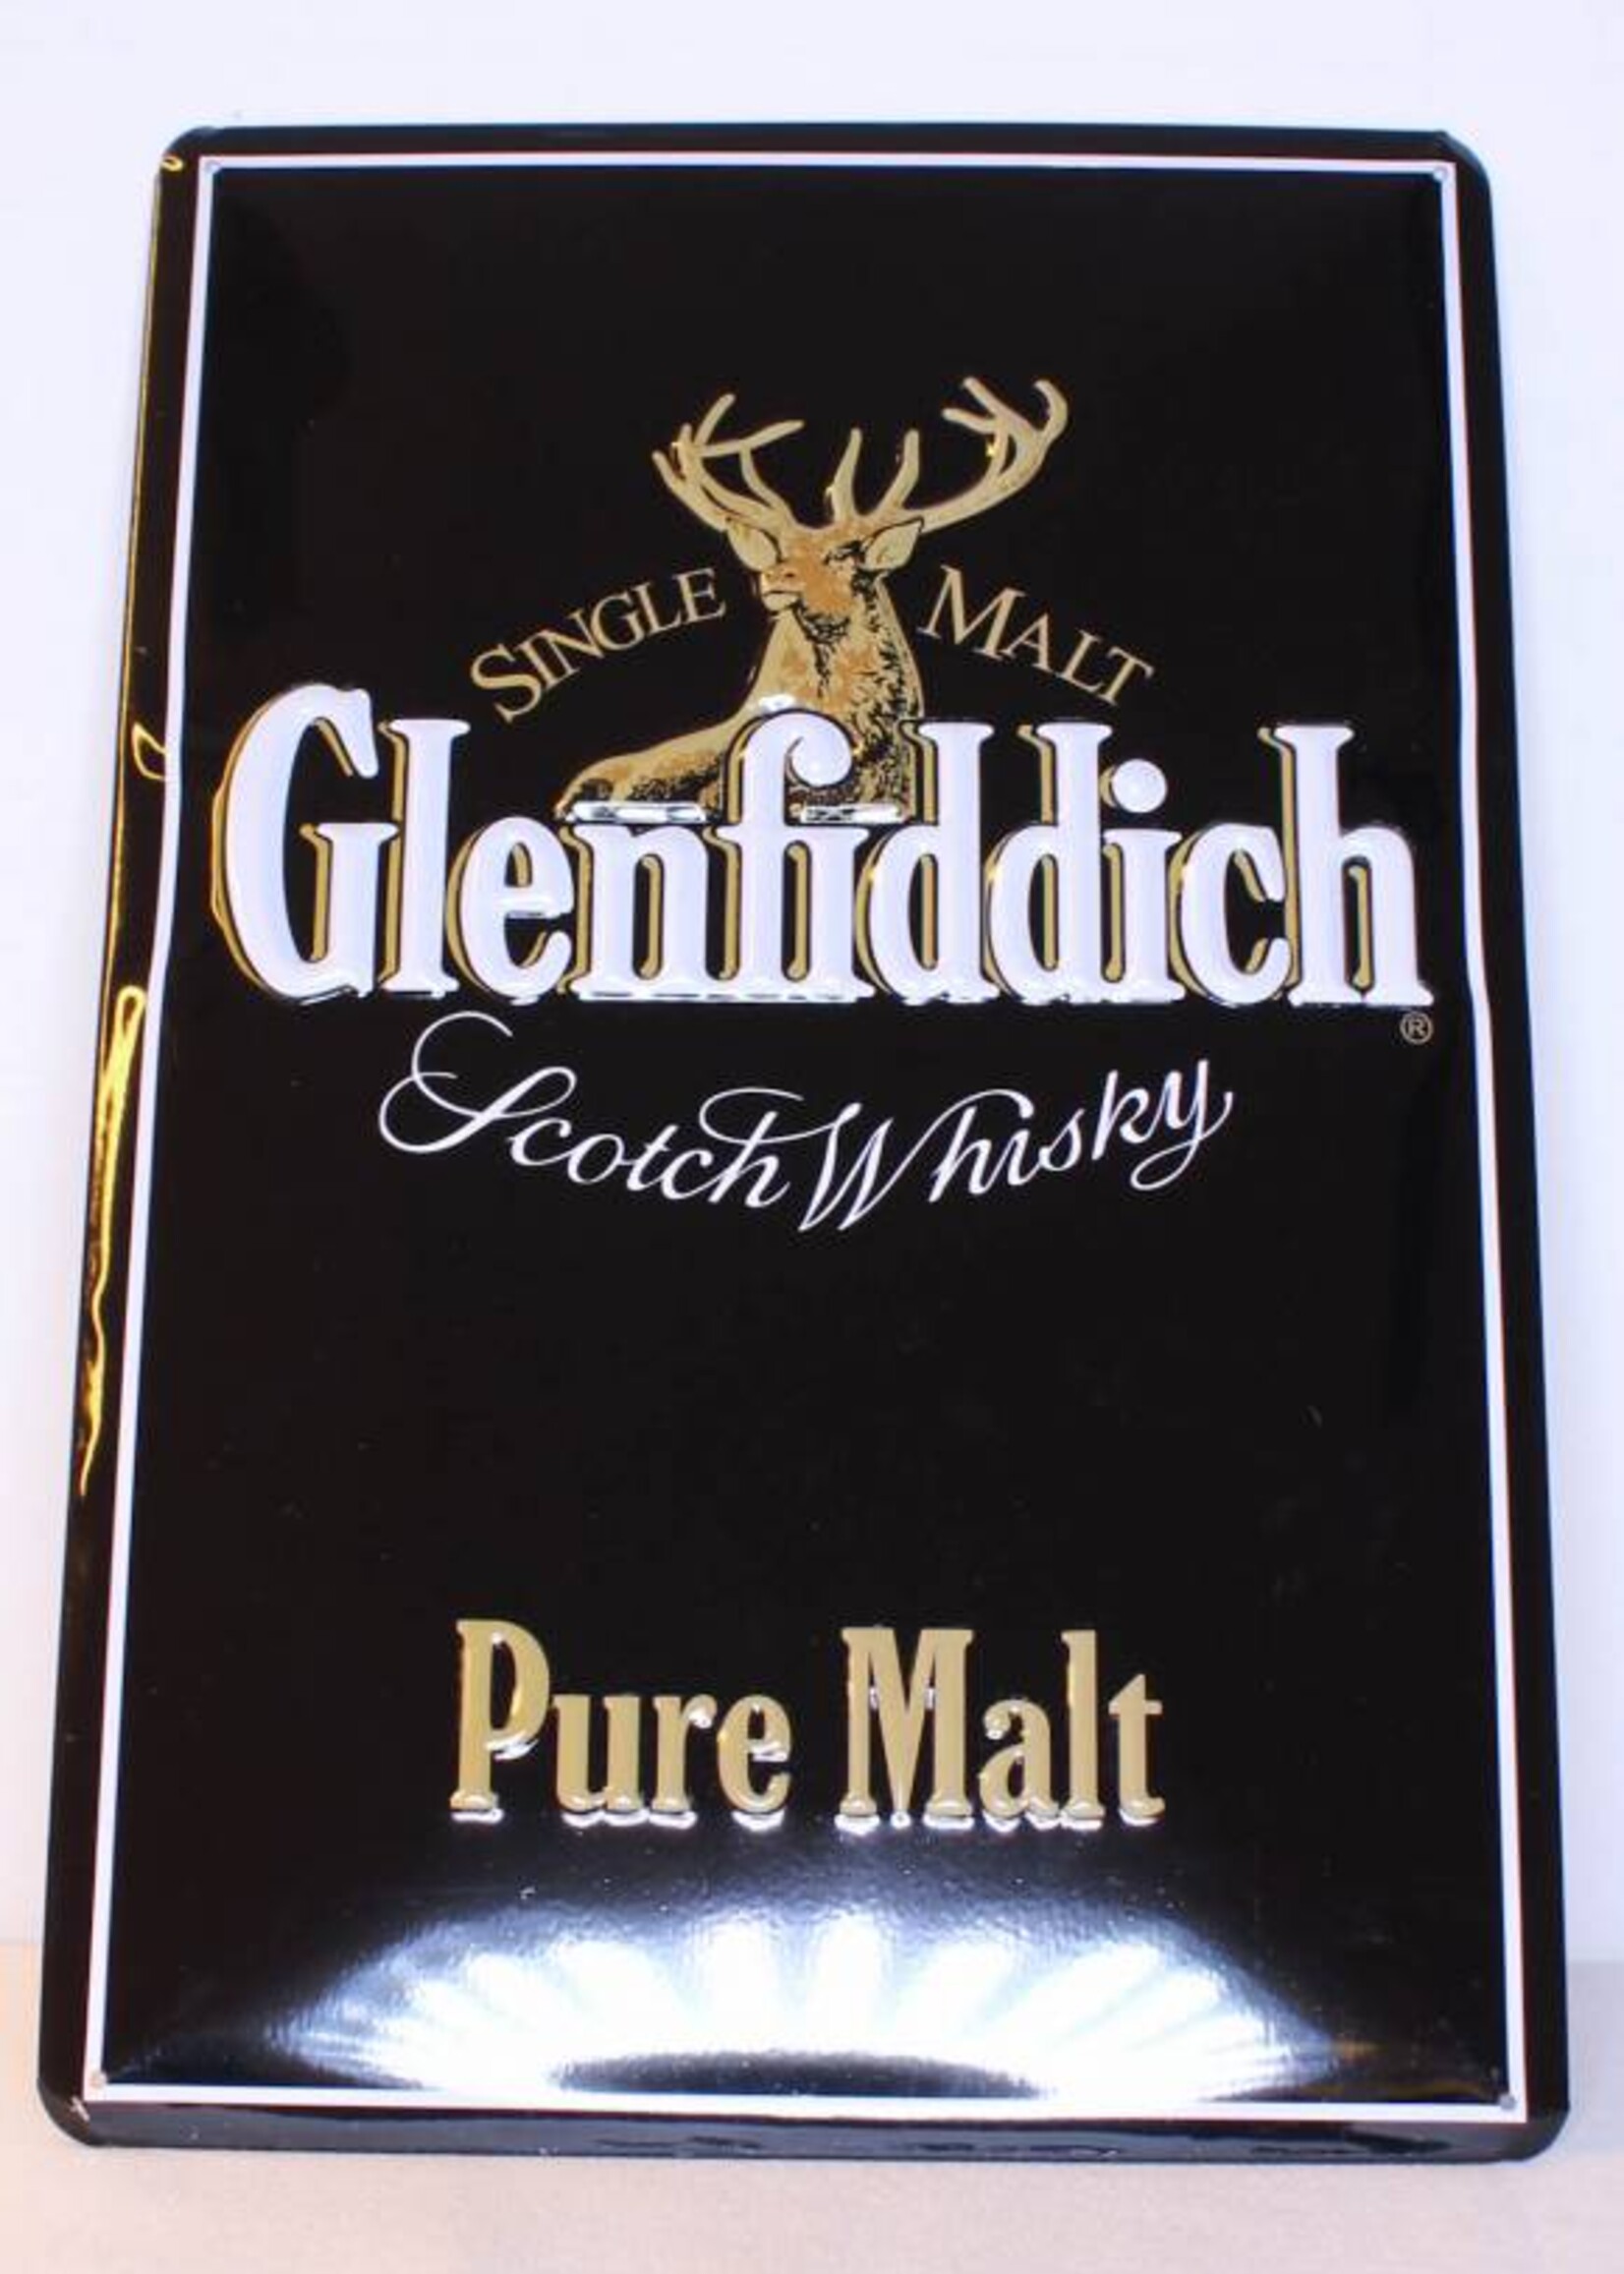 SINGLE MALT
Glenfiddich®
Scotch Whisky
Pure Malt